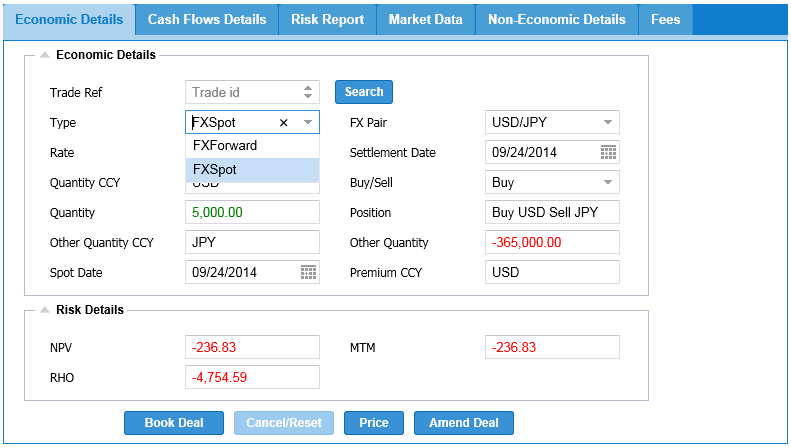 Economic Details Cash Flows Details Risk Report Market Data Non-Economic Details Fees
Economic Details
Trade Ref Trade id Search
Type FXSpot × FX Pair USD/JPY
FXForward
Rate Settlement Date 09/24/2014
FXSpot
Quantity CCY USD Buy/Sell Buy
Quantity 5,000.00 Position Buy USD Sell JPY
Other Quantity CCY JPY Other Quantity -365,000.00
Spot Date 09/24/2014 Premium CCY USD
Risk Details
NPV -236.83 MTM -236.83
RHO -4,754.59
Book Deal Cancel/Reset Price Amend Deal